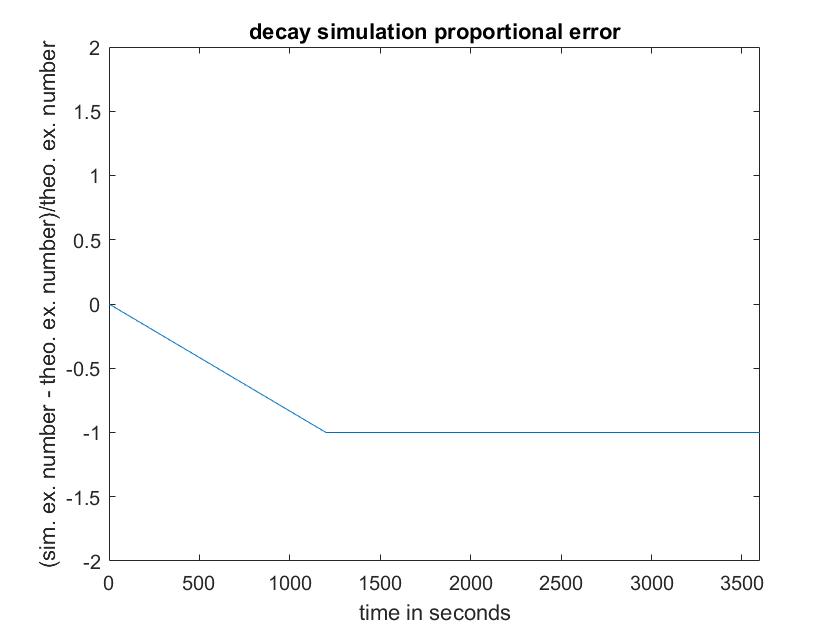 decay simulation proportional error
(sim. ex. number - theo. ex. number)/theo. ex. number
2
1.5
1
0.5
0
-0.5
-1
-1.5
-2
0 500 1000 1500 2000 2500 3000 3500
time in seconds